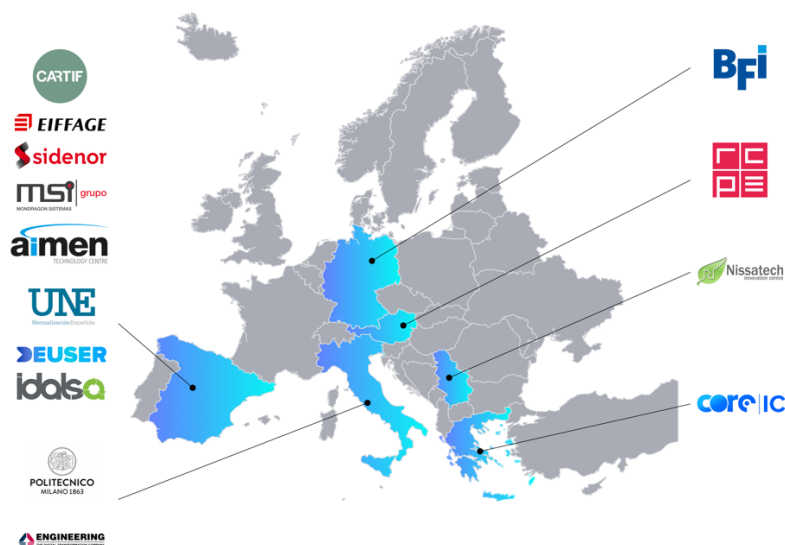 CARTIF
EIFFAGE
sidenor
msi grupo
MONDRAGON SISTEMAS
aimen
TECHNOLOGY CENTRE
UNE
Normalización Española
DEUSER
idalsa
POLITECNICO
MILANO 1863
ENGINEERING
BFi
rcpe
Nissatech
innovation centre
core IC